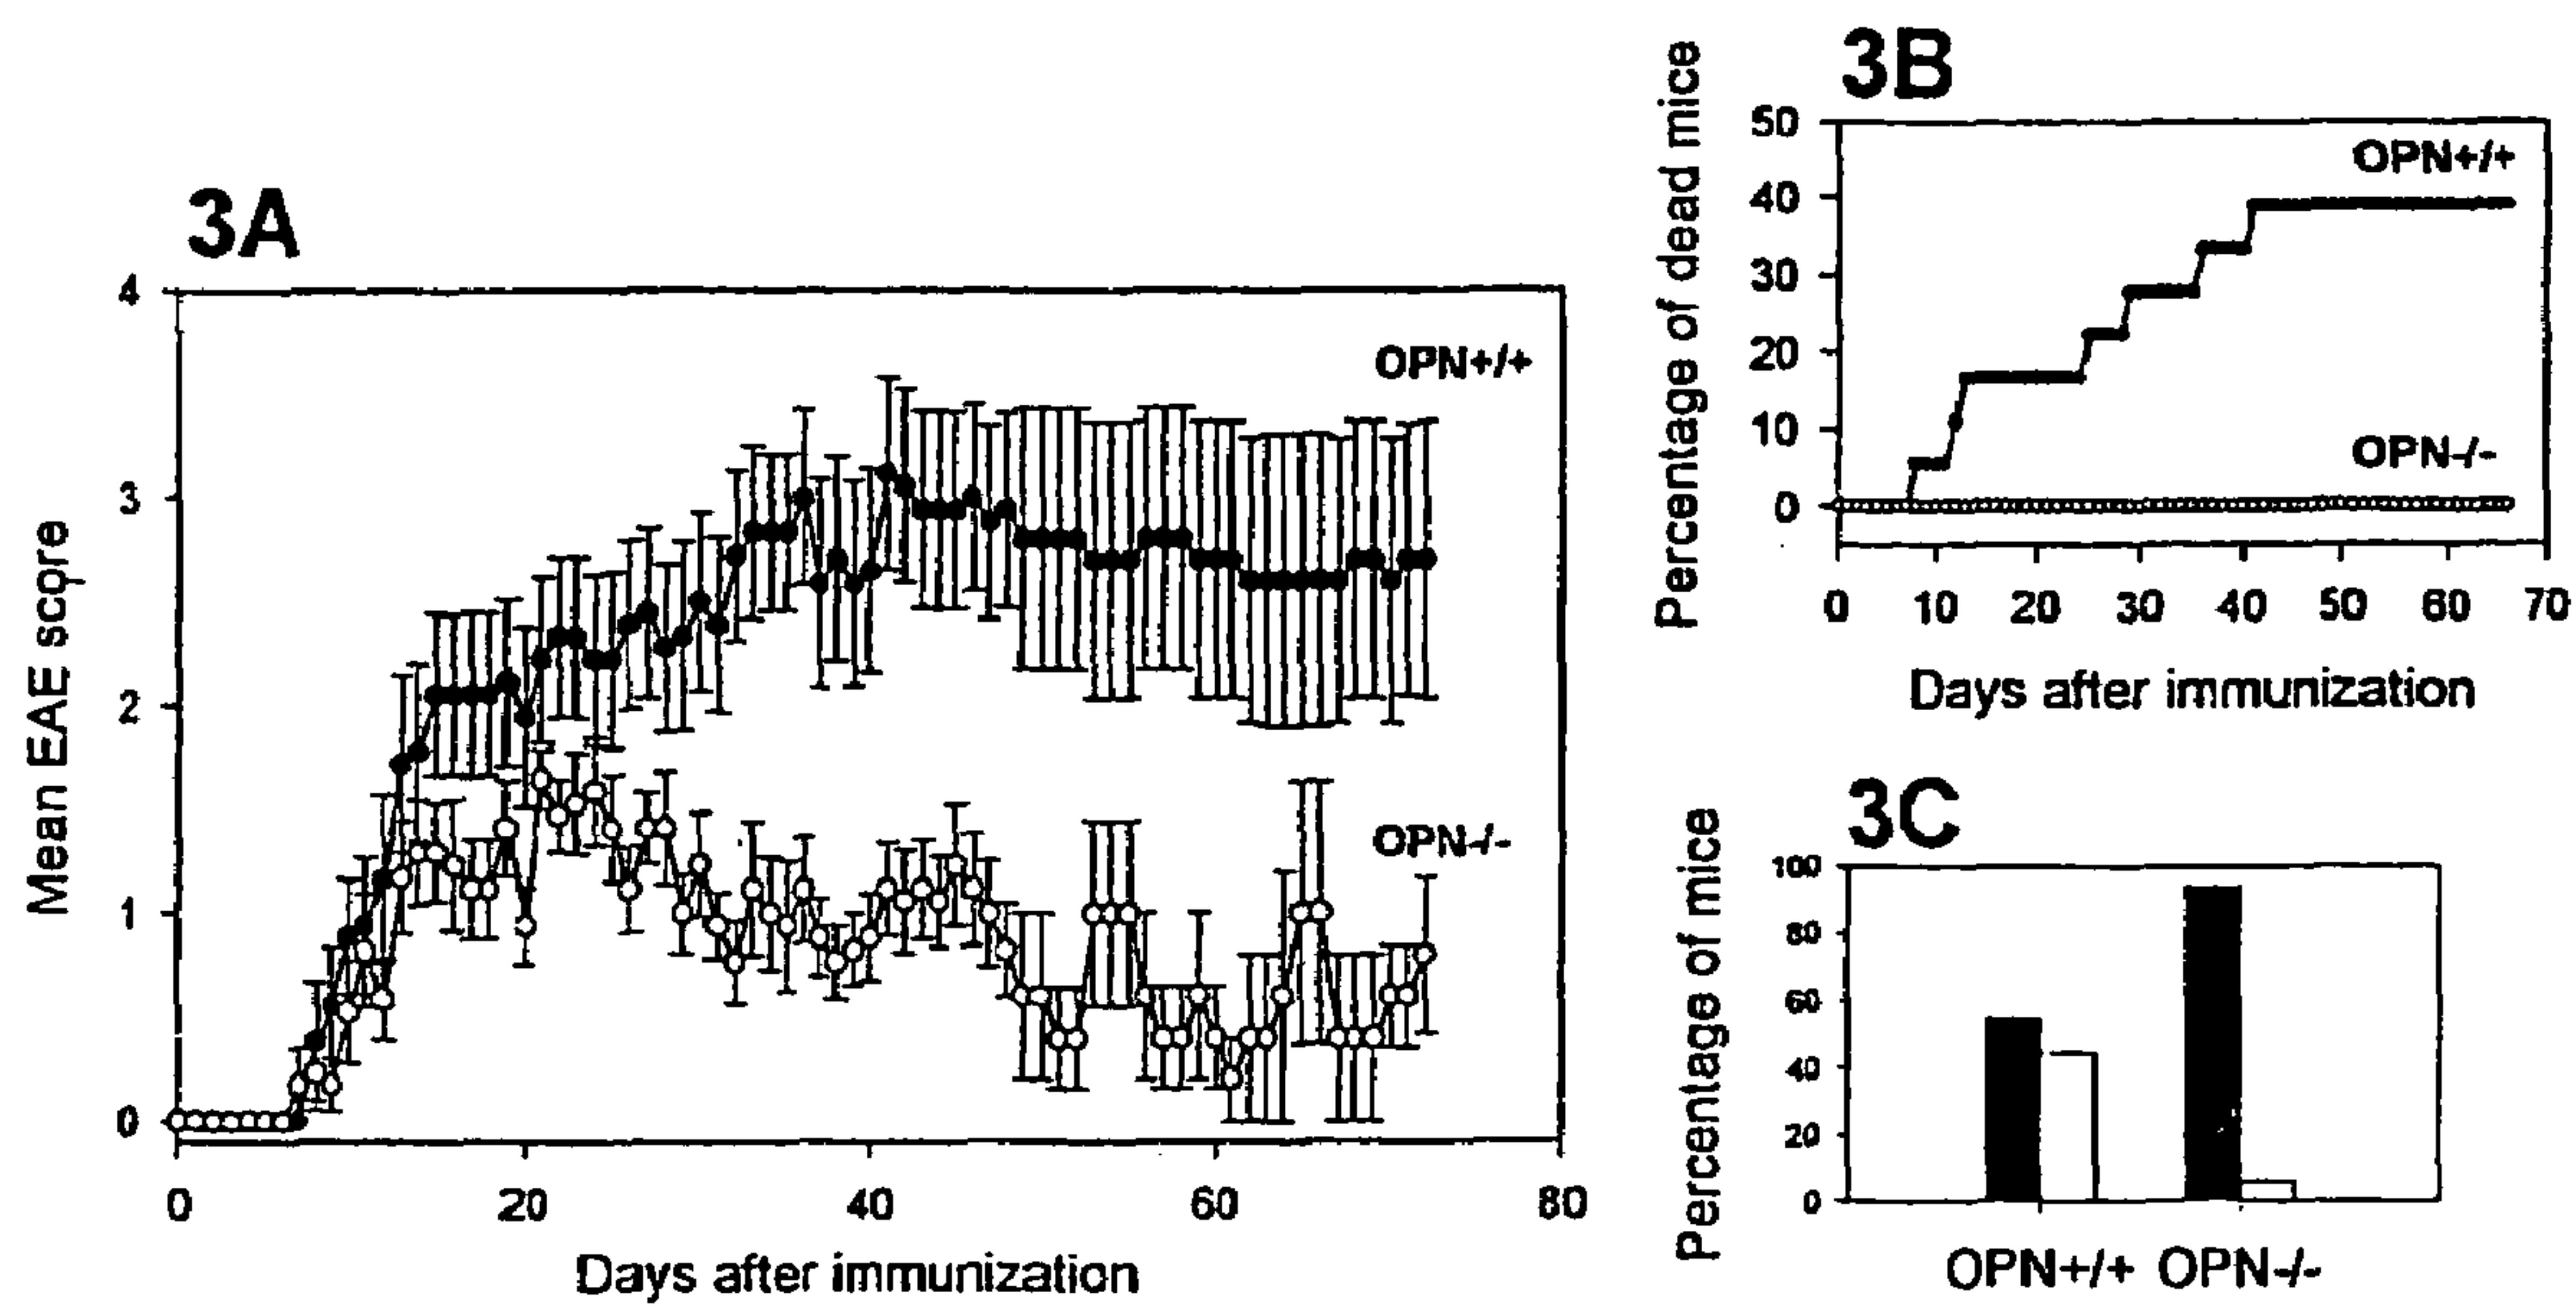 3A
Mean EAE score
4
3
2
1
0
OPN+/+
OPN-/-
0 20 40 60 80
Days after immunization
3B
Percentage of dead mice
50
40
30
20
10
0
OPN+/+
OPN-/-
0 10 20 30 40 50 60 70
Days after immunization
3C
Percentage of mice
100
80
60
40
20
0
OPN+/+ OPN-/-